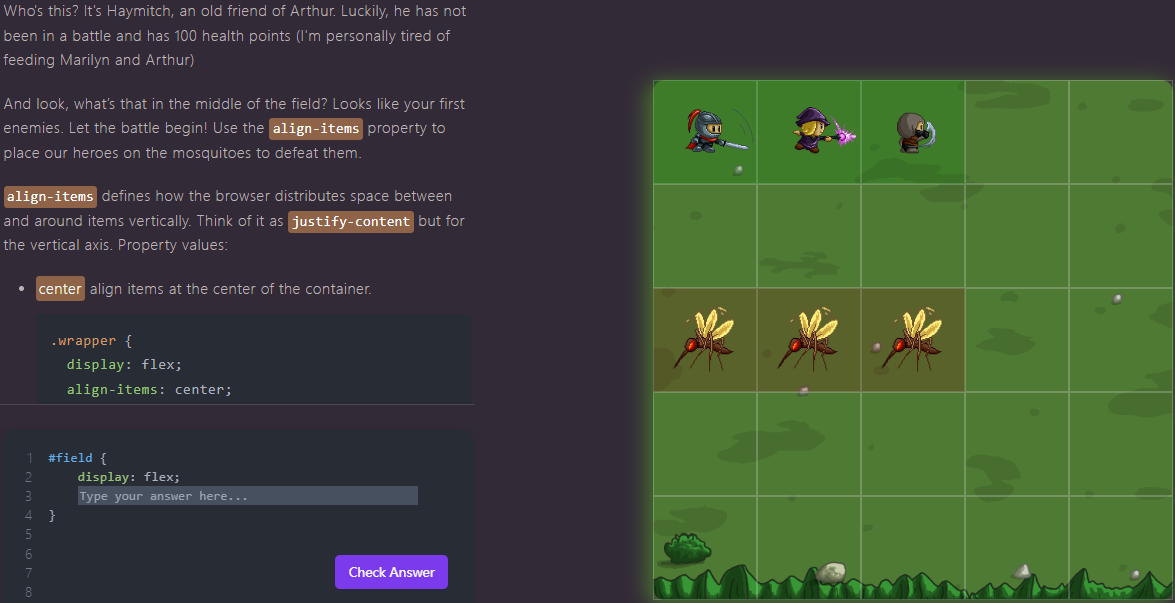 Who's this? It's Haymitch, an old friend of Arthur. Luckily, he has not
been in a battle and has 100 health points (I'm personally tired of
feeding Marilyn and Arthur)
And look, what's that in the middle of the field? Looks like your first
enemies. Let the battle begin! Use the align-items property to
place our heroes on the mosquitoes to defeat them.
align-items defines how the browser distributes space between
and around items vertically. Think of it as justify-content but for
the vertical axis. Property values:
• center align items at the center of the container.
.wrapper {
display: flex;
align-items: center;
1 #field {
2 display: flex;
3 Type your answer here...
4 }
5
6
7
8
Check Answer